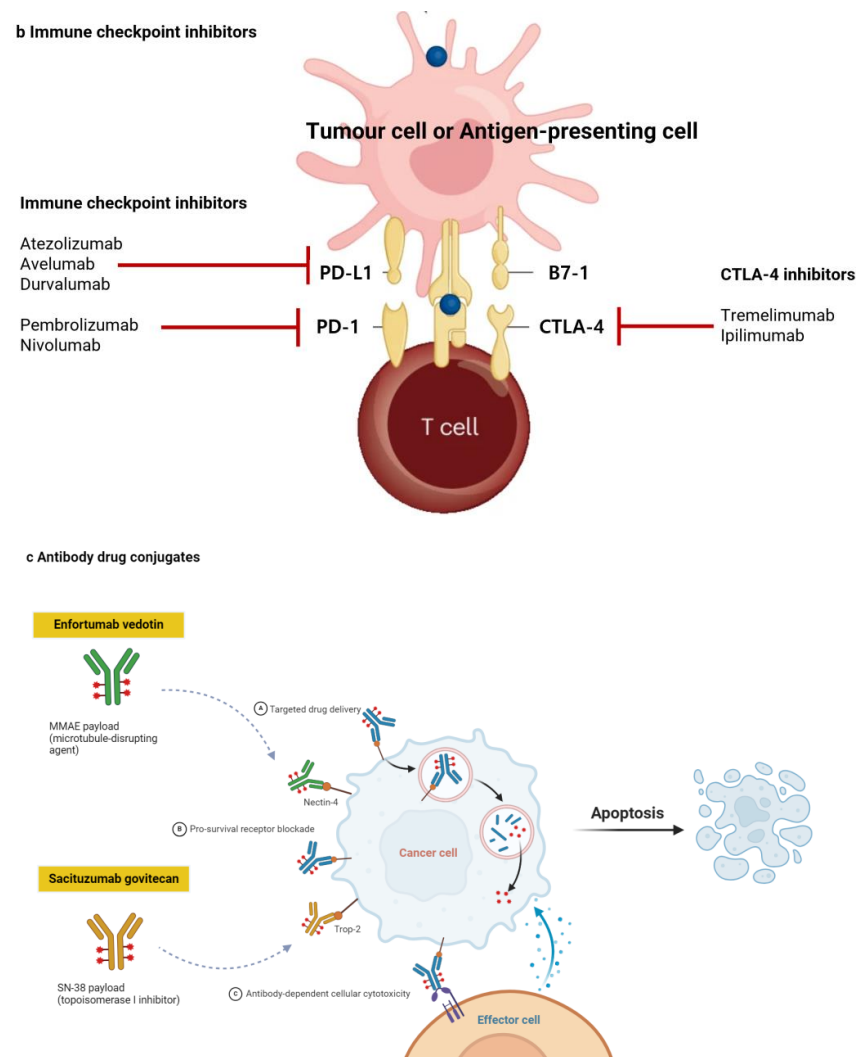 b Immune checkpoint inhibitors
Tumour cell or Antigen-presenting cell
Immune checkpoint inhibitors
Atezolizumab
Avelumab
Durvalumab
PD-L1
B7-1
CTLA-4 inhibitors
Pembrolizumab
Nivolumab
PD-1
CTLA-4
Tremelimumab
Ipilimumab
T cell
c Antibody drug conjugates
Enfortumab vedotin
MMAE payload
(microtubule-disrupting
agent)
A Targeted drug delivery
Nectin-4
B Pro-survival receptor blockade
Cancer cell
Apoptosis
Sacituzumab govitecan
Trop-2
SN-38 payload
(topoisomerase I inhibitor)
C Antibody-dependent cellular cytotoxicity
Effector cell